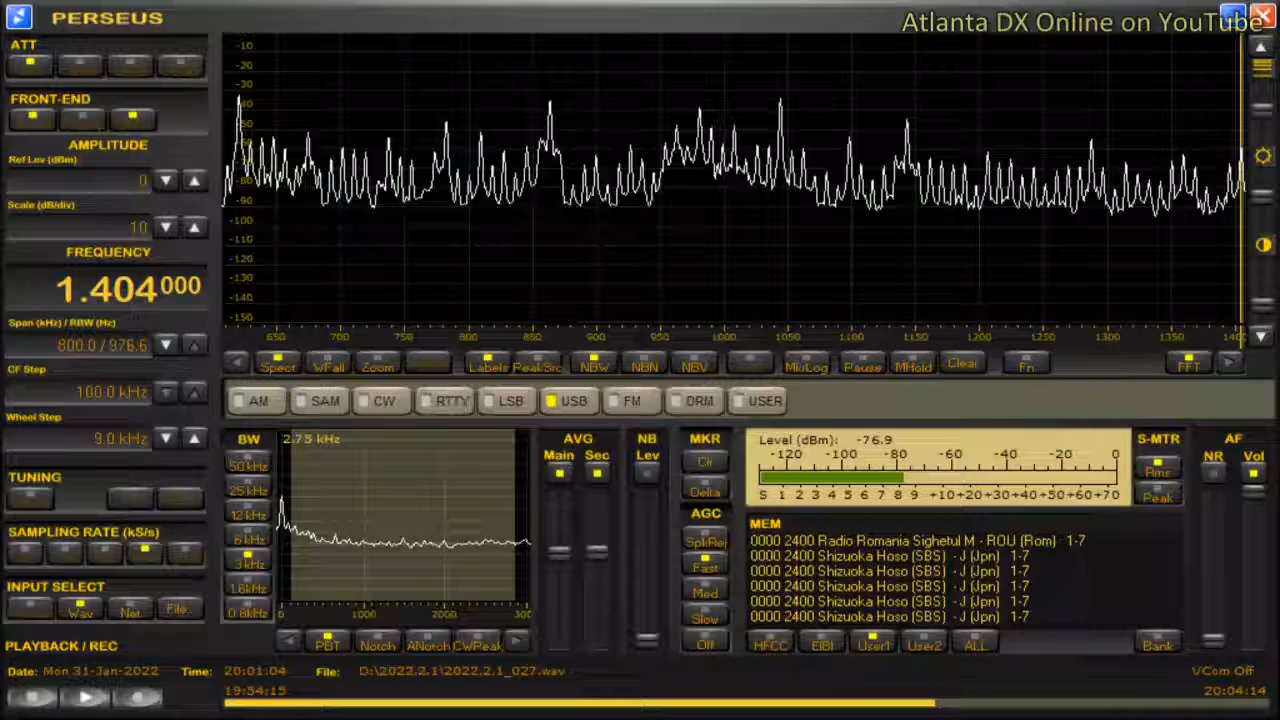 PERSEUS
Atlanta DX Online on YouTube
ATT
FRONT-END
AMPLITUDE
Ref Lev (dBm)
0
Scale (dB/div)
10
FREQUENCY
1.404000
Span (kHz) / RBW (Hz)
800.0 / 976.6
CF Step
100.0 kHz
Wheel Step
9.0 kHz
TUNING
SAMPLING RATE (kS/s)
INPUT SELECT
Wav Net File..
-10
-20
-30
-40
-50
-60
-70
-80
-90
-100
-110
-120
-130
-140
-150
650 700 750 800 850 900 950 1000 1050 1100 1150 1200 1250 1300 1350 1400
Spect WFall Zoom Labels PeakSrc NBW NBN NBV MkrLog Pause MHold Clear Fn FFT
AM SAM CW RTTY LSB USB FM DRM USER
BW
50 kHz
25 kHz
12 kHz
6 kHz
3 kHz
1.6kHz
0.8kHz
2.75 kHz
0 1000 2000 300
PBT Notch ANotch CWPeak
AVG
Main Sec
NB
Lev
MKR
Clr
Delta
AGC
SpkRej
Fast
Med
Slow
Off
Level (dBm): -76.9
-120 -100 -80 -60 -40 -20 0
S 1 2 3 4 5 6 7 8 9 +10+20+30+40+50+60+70
S-MTR
Rms
Peak
AF
NR Vol
MEM
0000 2400 Radio Romania Sighetul M - ROU (Rom) 1-7
0000 2400 Shizuoka Hoso (SBS) - J (Jpn) 1-7
0000 2400 Shizuoka Hoso (SBS) - J (Jpn) 1-7
0000 2400 Shizuoka Hoso (SBS) - J (Jpn) 1-7
0000 2400 Shizuoka Hoso (SBS) - J (Jpn) 1-7
0000 2400 Shizuoka Hoso (SBS) - J (Jpn) 1-7
HFCC EIBI User1 User2 ALL Bank
PLAYBACK / REC
Date: Mon 31-Jan-2022 Time: 20:01:04 File: D:\2022.2.1\2022.2.1_027.wav VCom Off
19:54:15 20:04:14